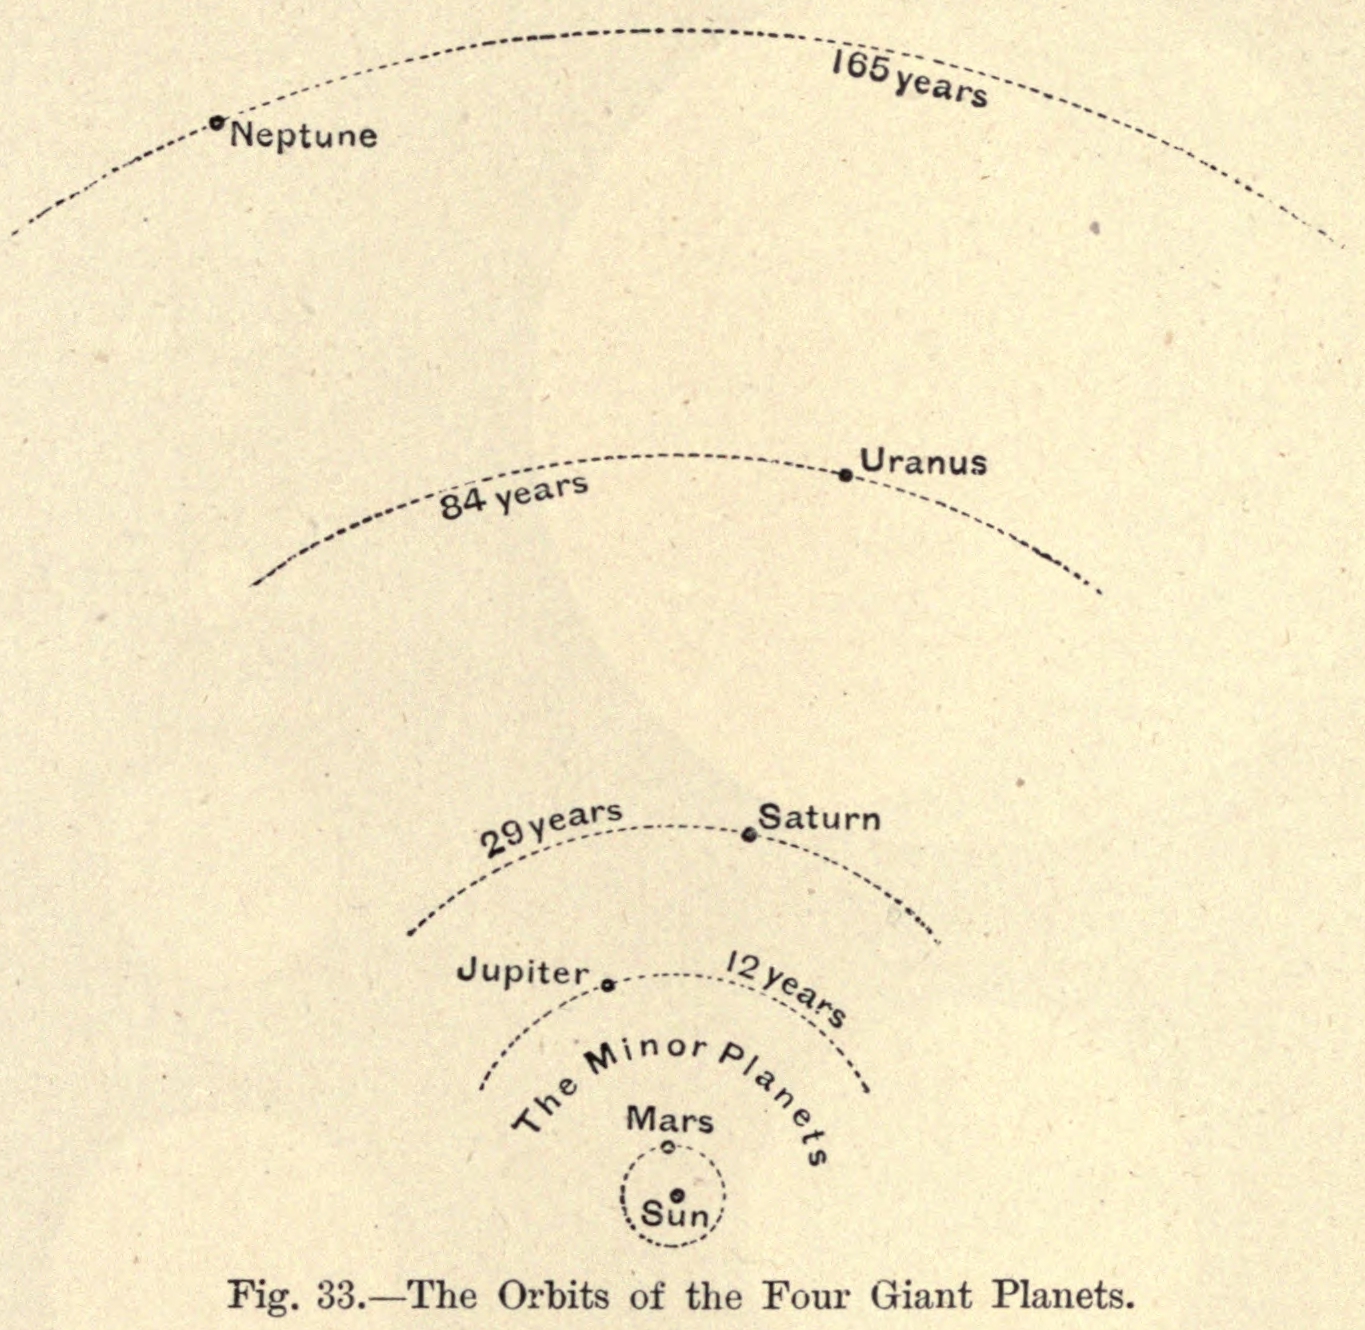 165 years
Neptune
Uranus
84 years
29 years
Saturn
Jupiter
12 years
The Minor Planets
Mars
Sun
Fig. 33.—The Orbits of the Four Giant Planets.